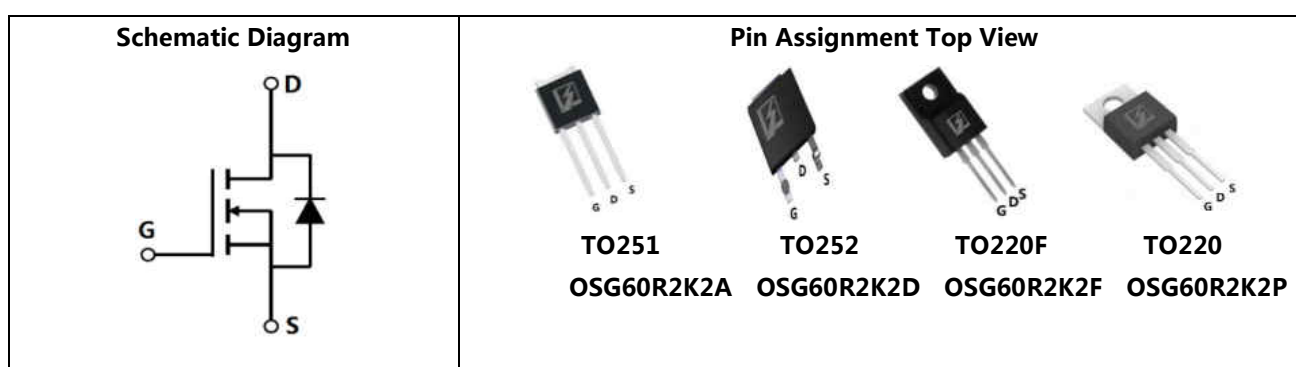 Schematic Diagram
D
G
S
Pin Assignment Top View
G D S
G D S
G D S
G D S
TO251 TO252 TO220F TO220
OSG60R2K2A OSG60R2K2D OSG60R2K2F OSG60R2K2P